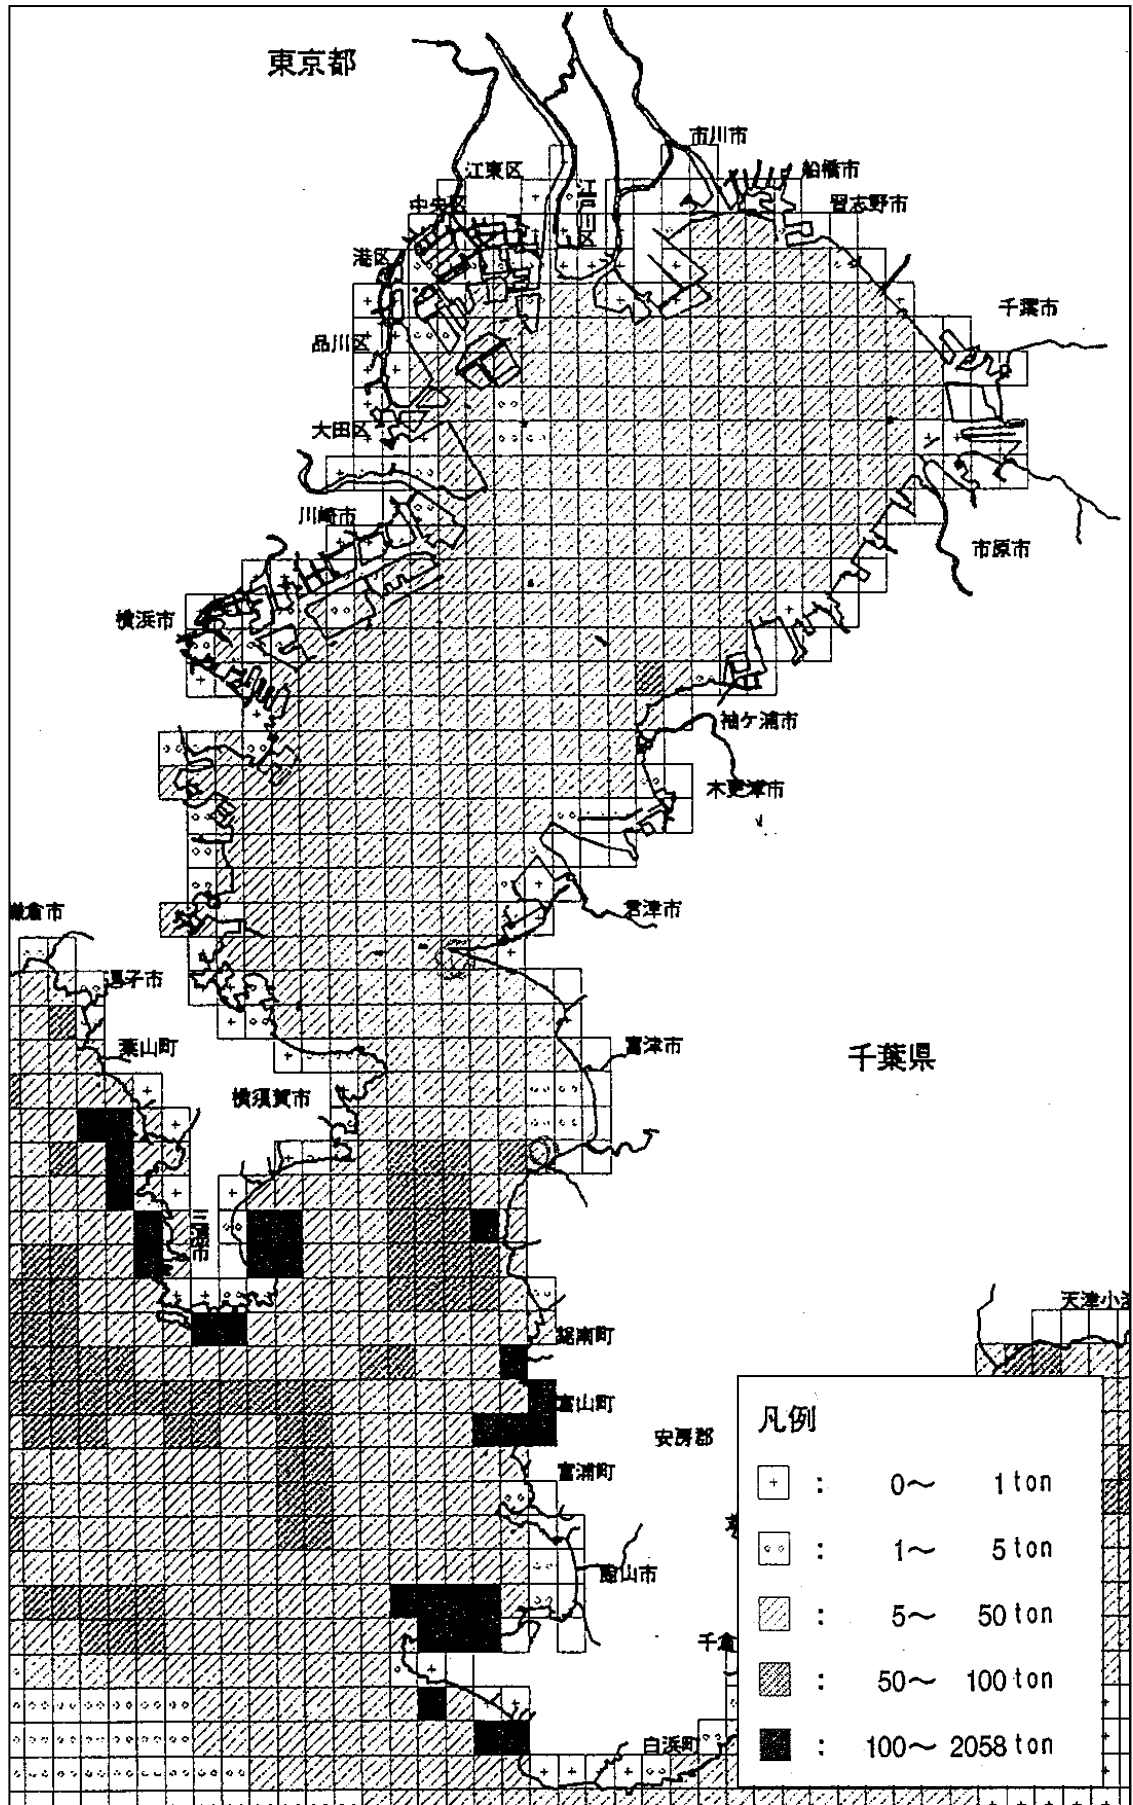 東京都
市川市
江東区
船橋市
江戸川区
中央区
習志野市
港区
千葉市
品川区
大田区
川崎市
市原市
横浜市
袖ケ浦市
木更津市
君津市
鎌倉市
逗子市
葉山町
富津市
千葉県
横須賀市
三浦市
天津小湊
鋸南町
富山町
安房郡
富浦町
館山市
千倉
白浜町
凡例
+ : 0～ 1 ton
∘∘ : 1～ 5 ton
: 5～ 50 ton
: 50～ 100 ton
: 100～ 2058 ton